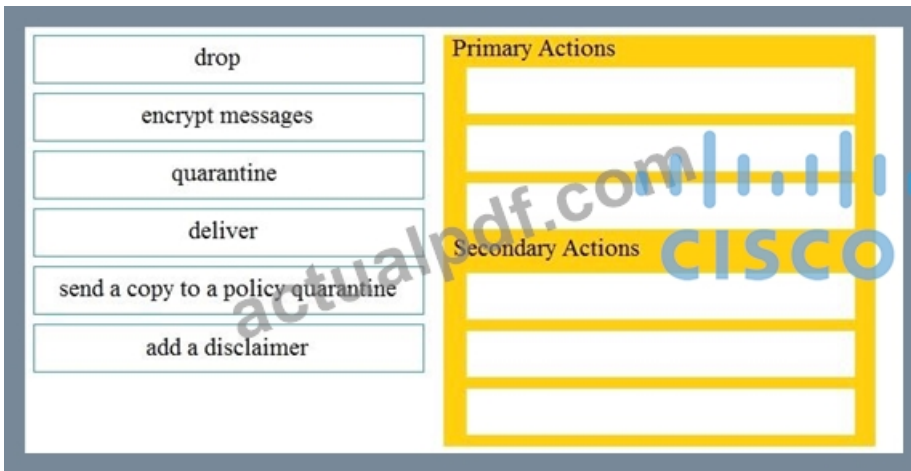 drop
encrypt messages
quarantine
deliver
send a copy to a policy quarantine
add a disclaimer
Primary Actions
Secondary Actions
actualpdf.com
CISCO